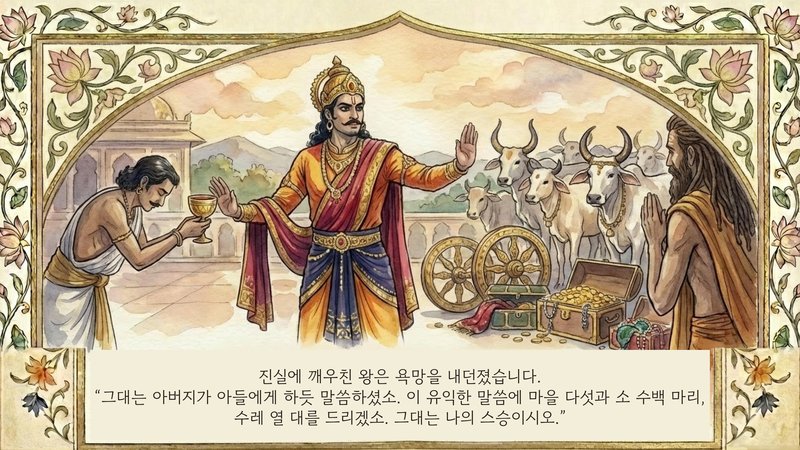 진실에 깨우친 왕은 욕망을 내던졌습니다.
“그대는 아버지가 아들에게 하듯 말씀하셨소. 이 유익한 말씀에 마을 다섯과 소 수백 마리,
수레 열 대를 드리겠소. 그대는 나의 스승이시오.”